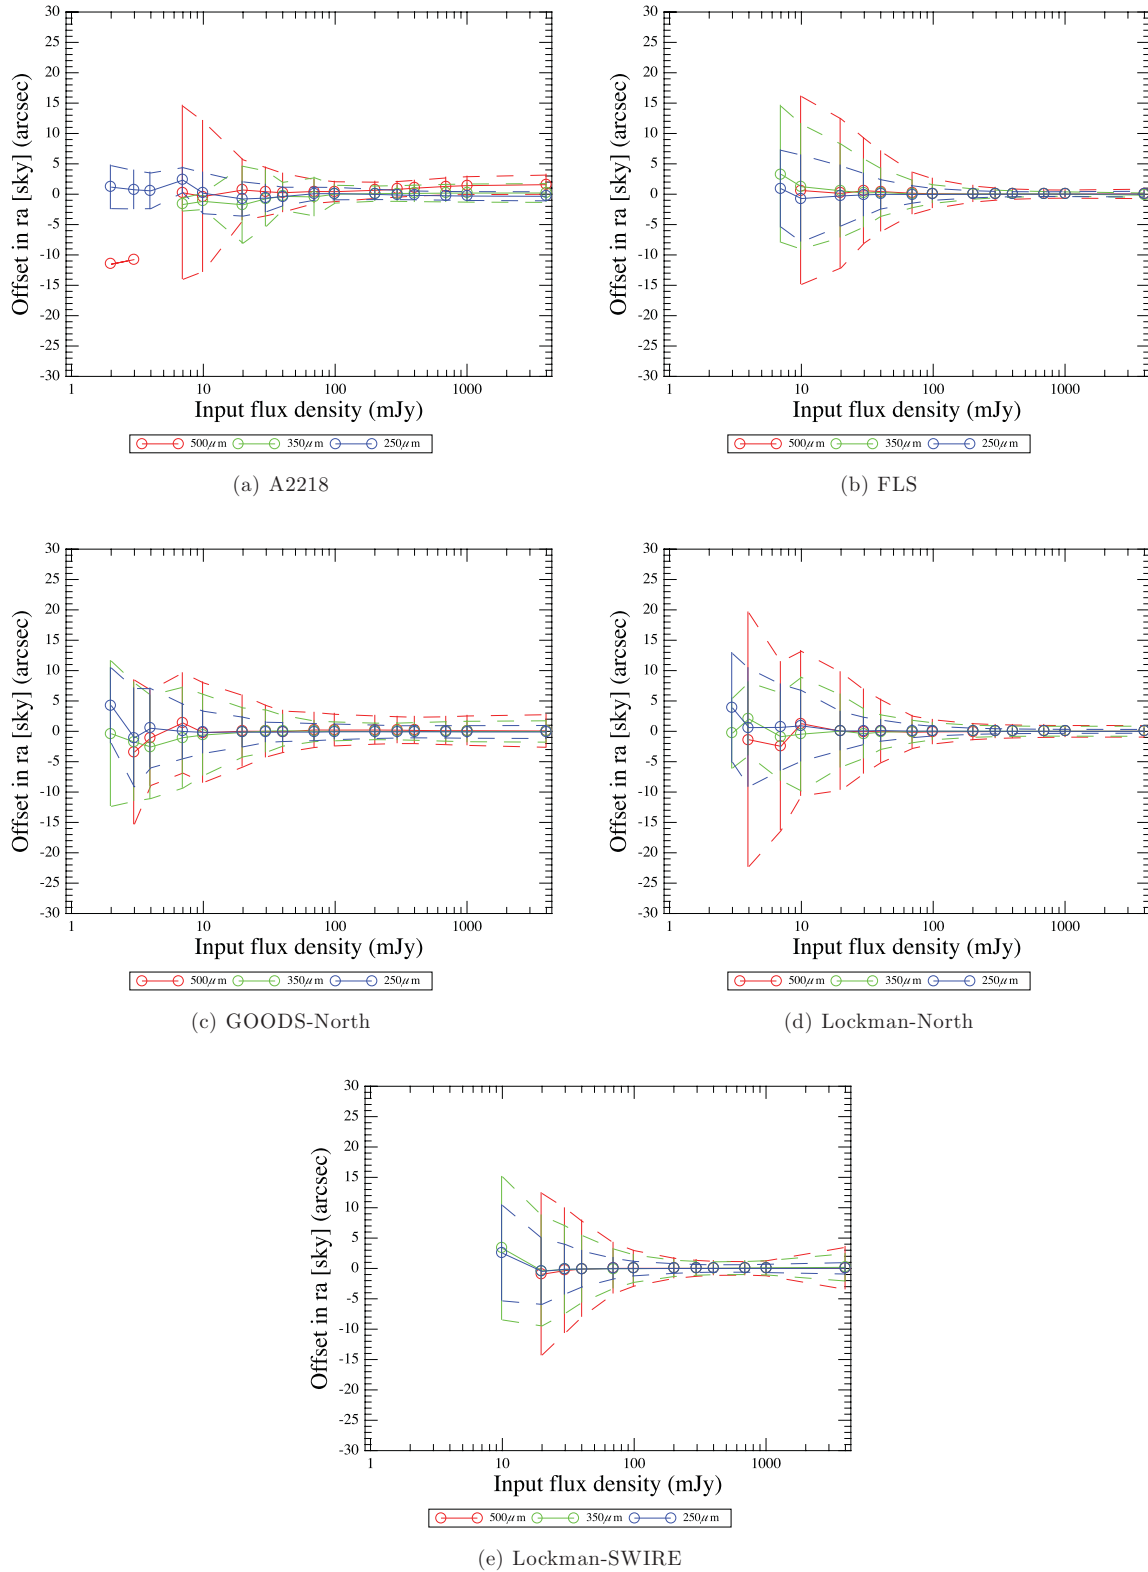 30
25
20
15
10
5
0
-5
-10
-15
-20
-25
-30
Offset in ra [sky] (arcsec)
1 10 100 1000
Input flux density (mJy)
500μm 350μm 250μm
(a) A2218
30
25
20
15
10
5
0
-5
-10
-15
-20
-25
-30
Offset in ra [sky] (arcsec)
1 10 100 1000
Input flux density (mJy)
500μm 350μm 250μm
(b) FLS
30
25
20
15
10
5
0
-5
-10
-15
-20
-25
-30
Offset in ra [sky] (arcsec)
1 10 100 1000
Input flux density (mJy)
500μm 350μm 250μm
(c) GOODS-North
30
25
20
15
10
5
0
-5
-10
-15
-20
-25
-30
Offset in ra [sky] (arcsec)
1 10 100 1000
Input flux density (mJy)
500μm 350μm 250μm
(d) Lockman-North
30
25
20
15
10
5
0
-5
-10
-15
-20
-25
-30
Offset in ra [sky] (arcsec)
1 10 100 1000
Input flux density (mJy)
500μm 350μm 250μm
(e) Lockman-SWIRE